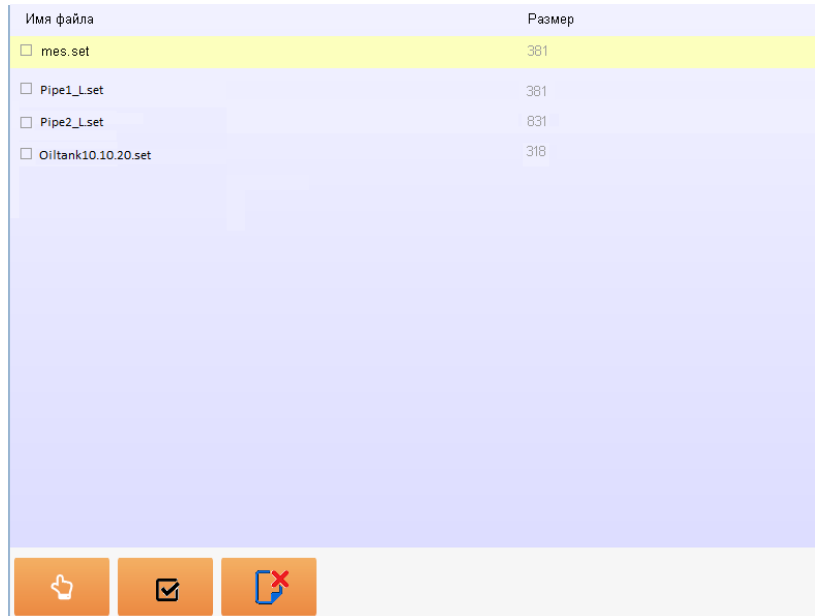 Имя файла Размер
mes.set 381
Pipe1_L.set 381
Pipe2_L.set 831
Oiltank10.10.20.set 318